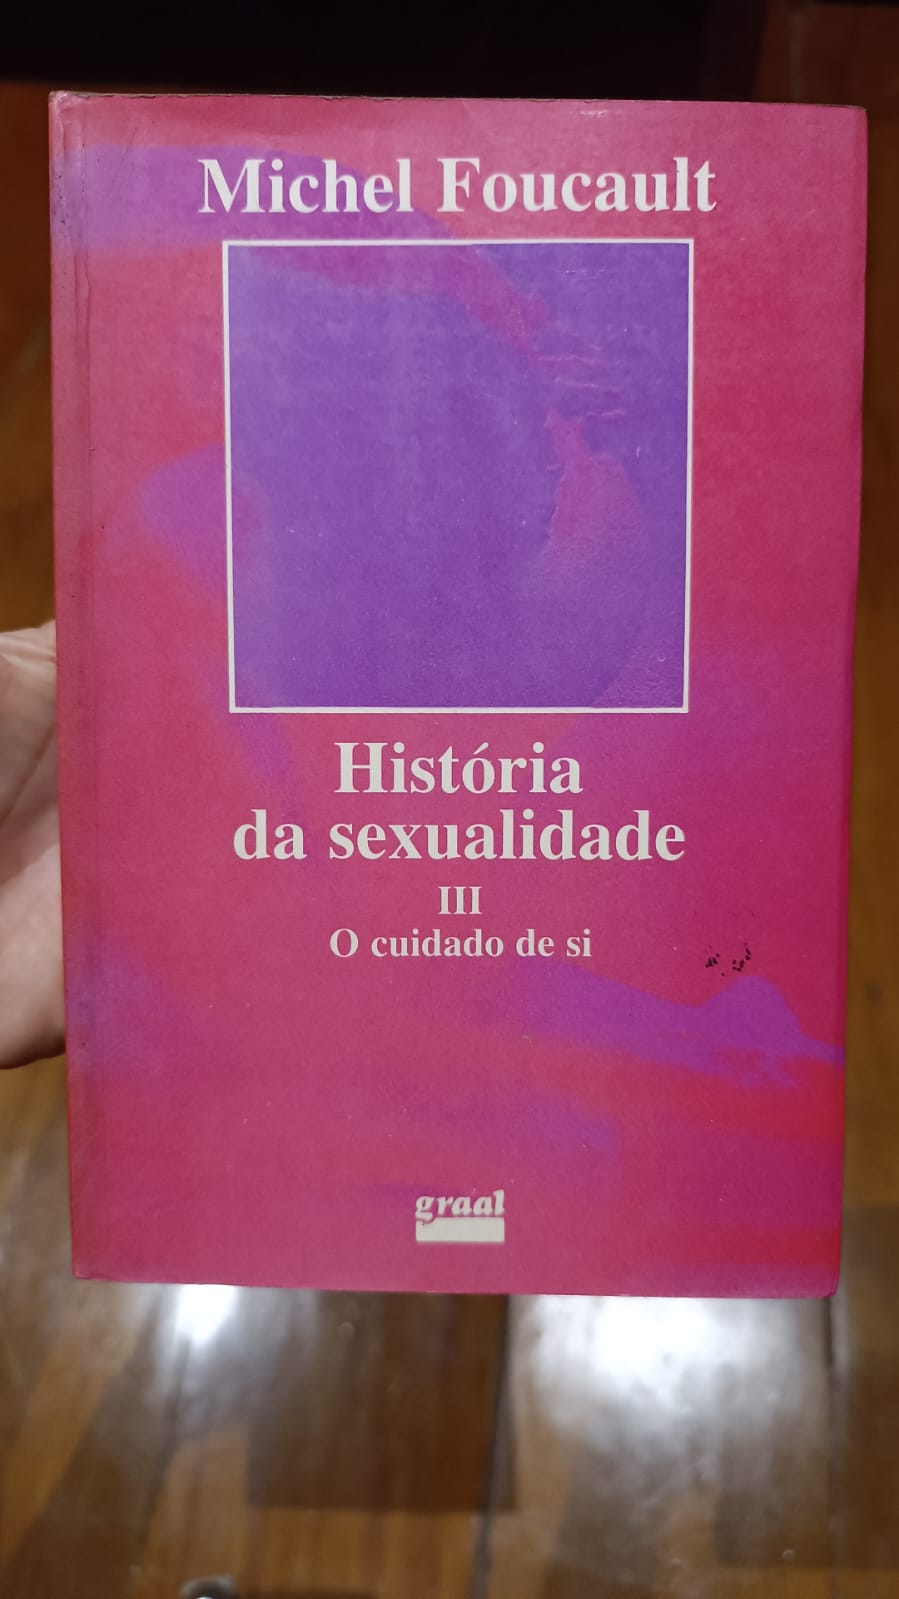 Michel Foucault
História
da sexualidade
III
O cuidado de si
graal